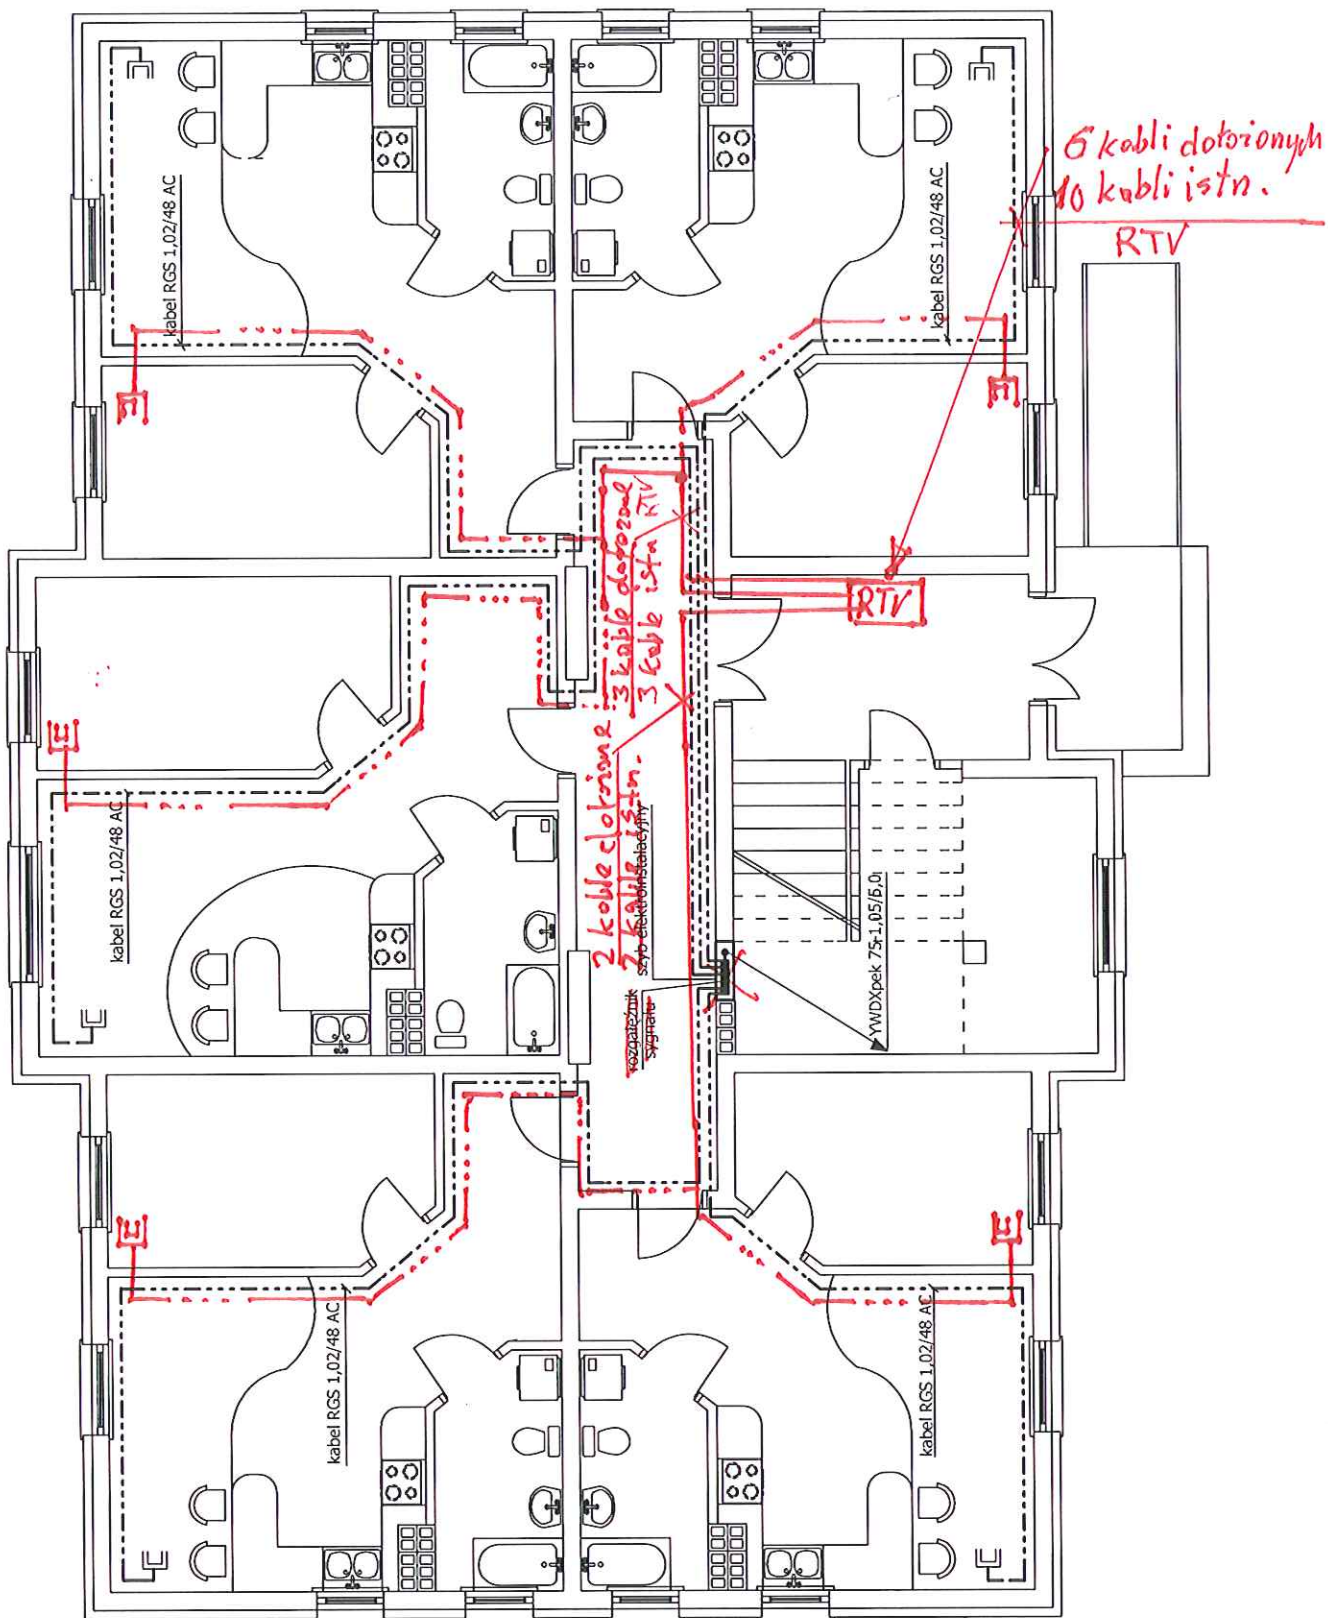 6 kabli dołożonych
10 kabli istn.
RTV
kabel RGS 1,02/48 AC
kabel RGS 1,02/48 AC
3 kable dołożone
3 kable istn.
RTV
RTV
2 kable dołożone
2 kable istn.
szyb elektroinstalacyjny
rozgałęźnik
sygnału
kabel RGS 1,02/48 AC
YWDXpek 75-1,05/5,0
kabel RGS 1,02/48 AC
kabel RGS 1,02/48 AC